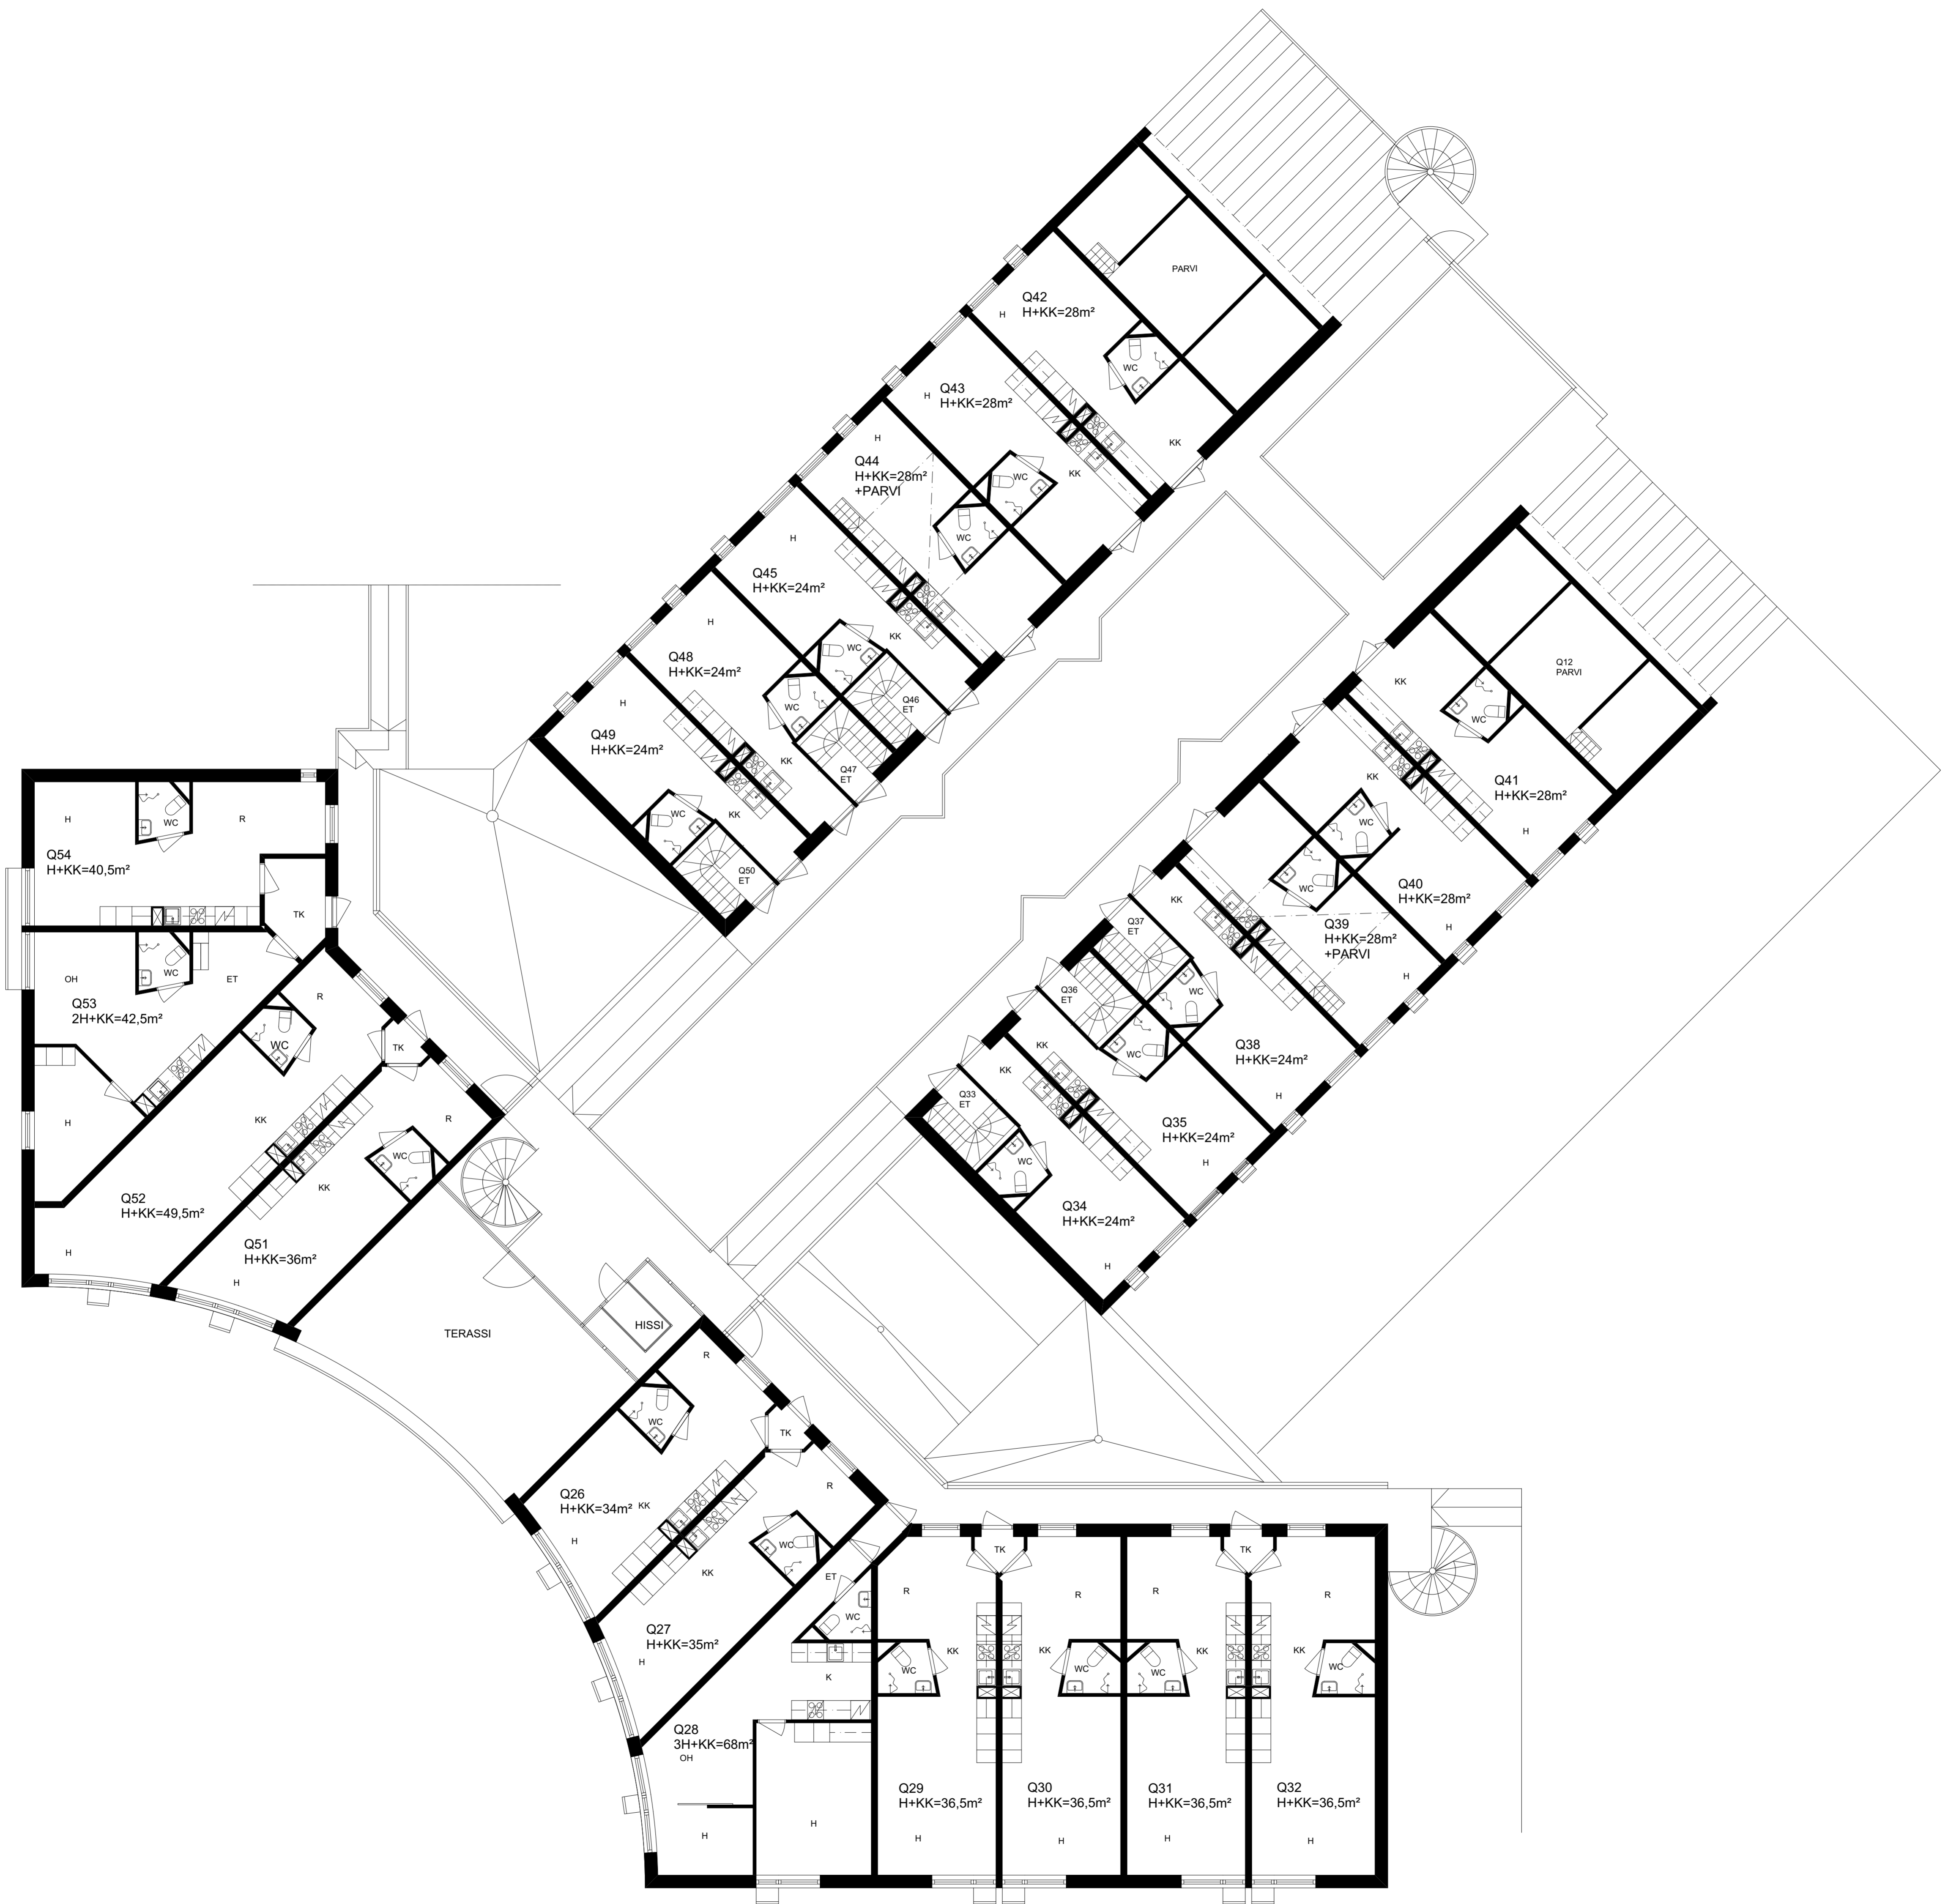 PARVI
Q42
H+KK=28m²
H
WC
KK
Q43
H+KK=28m²
H
WC
KK
Q44
H+KK=28m²
+PARVI
H
WC
Q45
H+KK=24m²
H
WC
KK
Q46
ET
Q48
H+KK=24m²
H
WC
KK
Q47
ET
Q49
H+KK=24m²
H
WC
KK
Q50
ET
Q12
PARVI
Q41
H+KK=28m²
H
WC
KK
Q40
H+KK=28m²
H
WC
KK
Q39
H+KK=28m²
+PARVI
H
WC
Q38
H+KK=24m²
H
WC
KK
Q37
ET
Q36
ET
Q35
H+KK=24m²
H
WC
KK
Q33
ET
Q34
H+KK=24m²
H
WC
KK
H
WC
R
Q54
H+KK=40,5m²
TK
OH
WC
ET
Q53
2H+KK=42,5m²
H
R
WC
TK
KK
Q52
H+KK=49,5m²
H
R
WC
KK
Q51
H+KK=36m²
H
TERASSI
HISSI
R
WC
TK
Q26
H+KK=34m²
KK
H
R
WC
KK
Q27
H+KK=35m²
H
ET
WC
K
Q28
3H+KK=68m²
OH
H
H
TK
R
KK
WC
Q29
H+KK=36,5m²
H
R
KK
WC
Q30
H+KK=36,5m²
H
TK
R
KK
WC
Q31
H+KK=36,5m²
H
R
KK
WC
Q32
H+KK=36,5m²
H